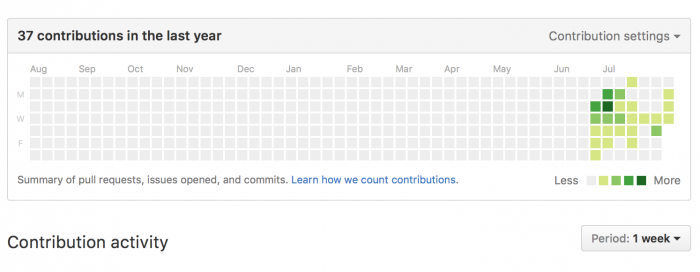 37 contributions in the last year
Contribution settings
Aug Sep Oct Nov Dec Jan Feb Mar Apr May Jun Jul
M
W
F
Summary of pull requests, issues opened, and commits. Learn how we count contributions.
Less More
Contribution activity
Period: 1 week